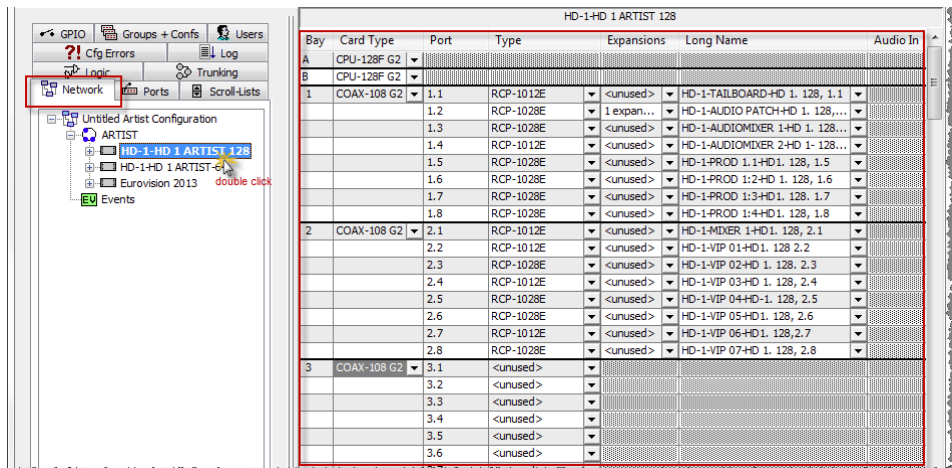 HD-1-HD 1 ARTIST 128
GPIO Groups + Confs Users
?! Cfg Errors Log
Logic Trunking
Network Ports Scroll-Lists
Untitled Artist Configuration
ARTIST
HD-1-HD 1 ARTIST 128
HD-1-HD 1 ARTIST-6
Eurovision 2013 double click
EV Events
Bay Card Type Port Type Expansions Long Name Audio In
A CPU-128F G2
B CPU-128F G2
1 COAX-108 G2 1.1 RCP-1012E <unused> HD-1-TAILBOARD-HD 1. 128, 1.1
1.2 RCP-1028E 1 expan... HD-1-AUDIO PATCH-HD 1. 128,...
1.3 RCP-1028E <unused> HD-1-AUDIOMIXER 1-HD 1. 128...
1.4 RCP-1012E <unused> HD-1-AUDIOMIXER 2-HD 1- 128...
1.5 RCP-1028E <unused> HD-1-PROD 1.1-HD1. 128, 1.5
1.6 RCP-1028E <unused> HD-1-PROD 1:2-HD 1. 128, 1.6
1.7 RCP-1028E <unused> HD-1-PROD 1:3-HD1. 128. 1.7
1.8 RCP-1028E <unused> HD-1-PROD 1:4-HD1. 128, 1.8
2 COAX-108 G2 2.1 RCP-1012E <unused> HD-1-MIXER 1-HD1. 128, 2.1
2.2 RCP-1012E <unused> HD-1-VIP 01-HD1. 128 2.2
2.3 RCP-1028E <unused> HD-1-VIP 02-HD 1. 128. 2.3
2.4 RCP-1012E <unused> HD-1-VIP 03-HD 1. 128, 2.4
2.5 RCP-1028E <unused> HD-1-VIP 04-HD-1. 128, 2.5
2.6 RCP-1028E <unused> HD-1-VIP 05-HD1. 128, 2.6
2.7 RCP-1012E <unused> HD-1-VIP 06-HD1. 128,2.7
2.8 RCP-1028E <unused> HD-1-VIP 07-HD 1. 128, 2.8
3 COAX-108 G2 3.1 <unused>
3.2 <unused>
3.3 <unused>
3.4 <unused>
3.5 <unused>
3.6 <unused>